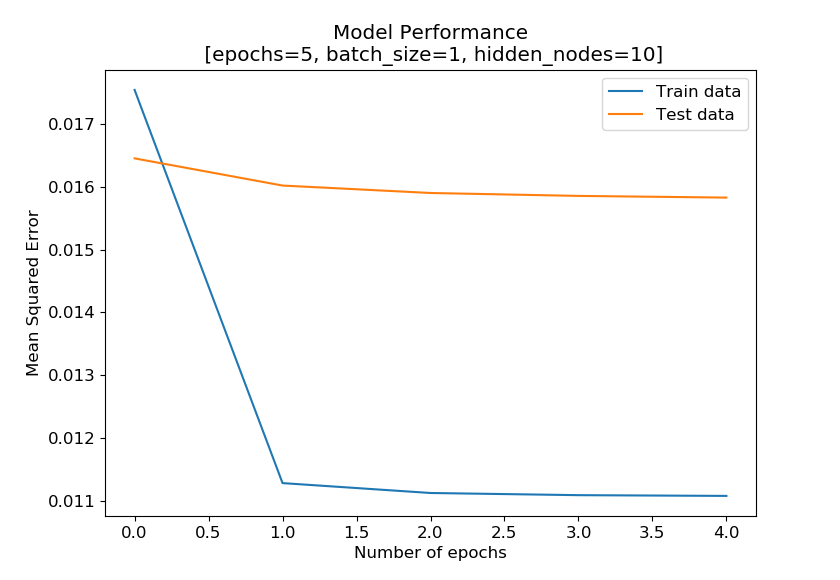 Model Performance
[epochs=5, batch_size=1, hidden_nodes=10]
Train data
Test data
0.017
0.016
0.015
0.014
0.013
0.012
0.011
Mean Squared Error
0.0 0.5 1.0 1.5 2.0 2.5 3.0 3.5 4.0
Number of epochs